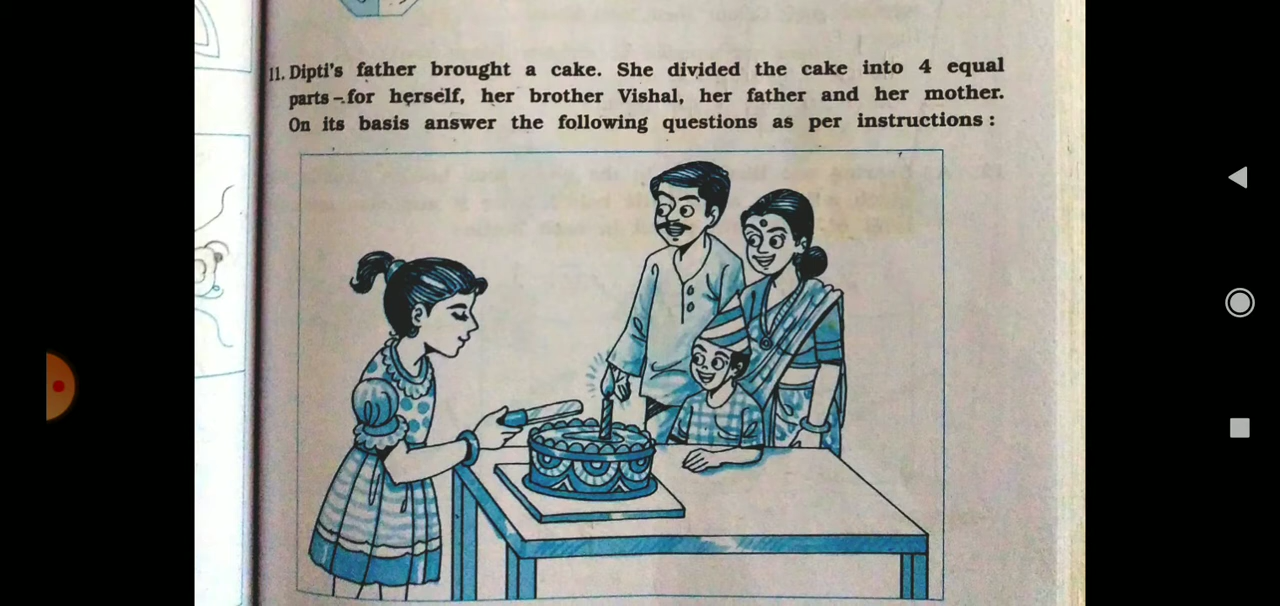 11. Dipti's father brought a cake. She divided the cake into 4 equal
parts – for herself, her brother Vishal, her father and her mother.
On its basis answer the following questions as per instructions :